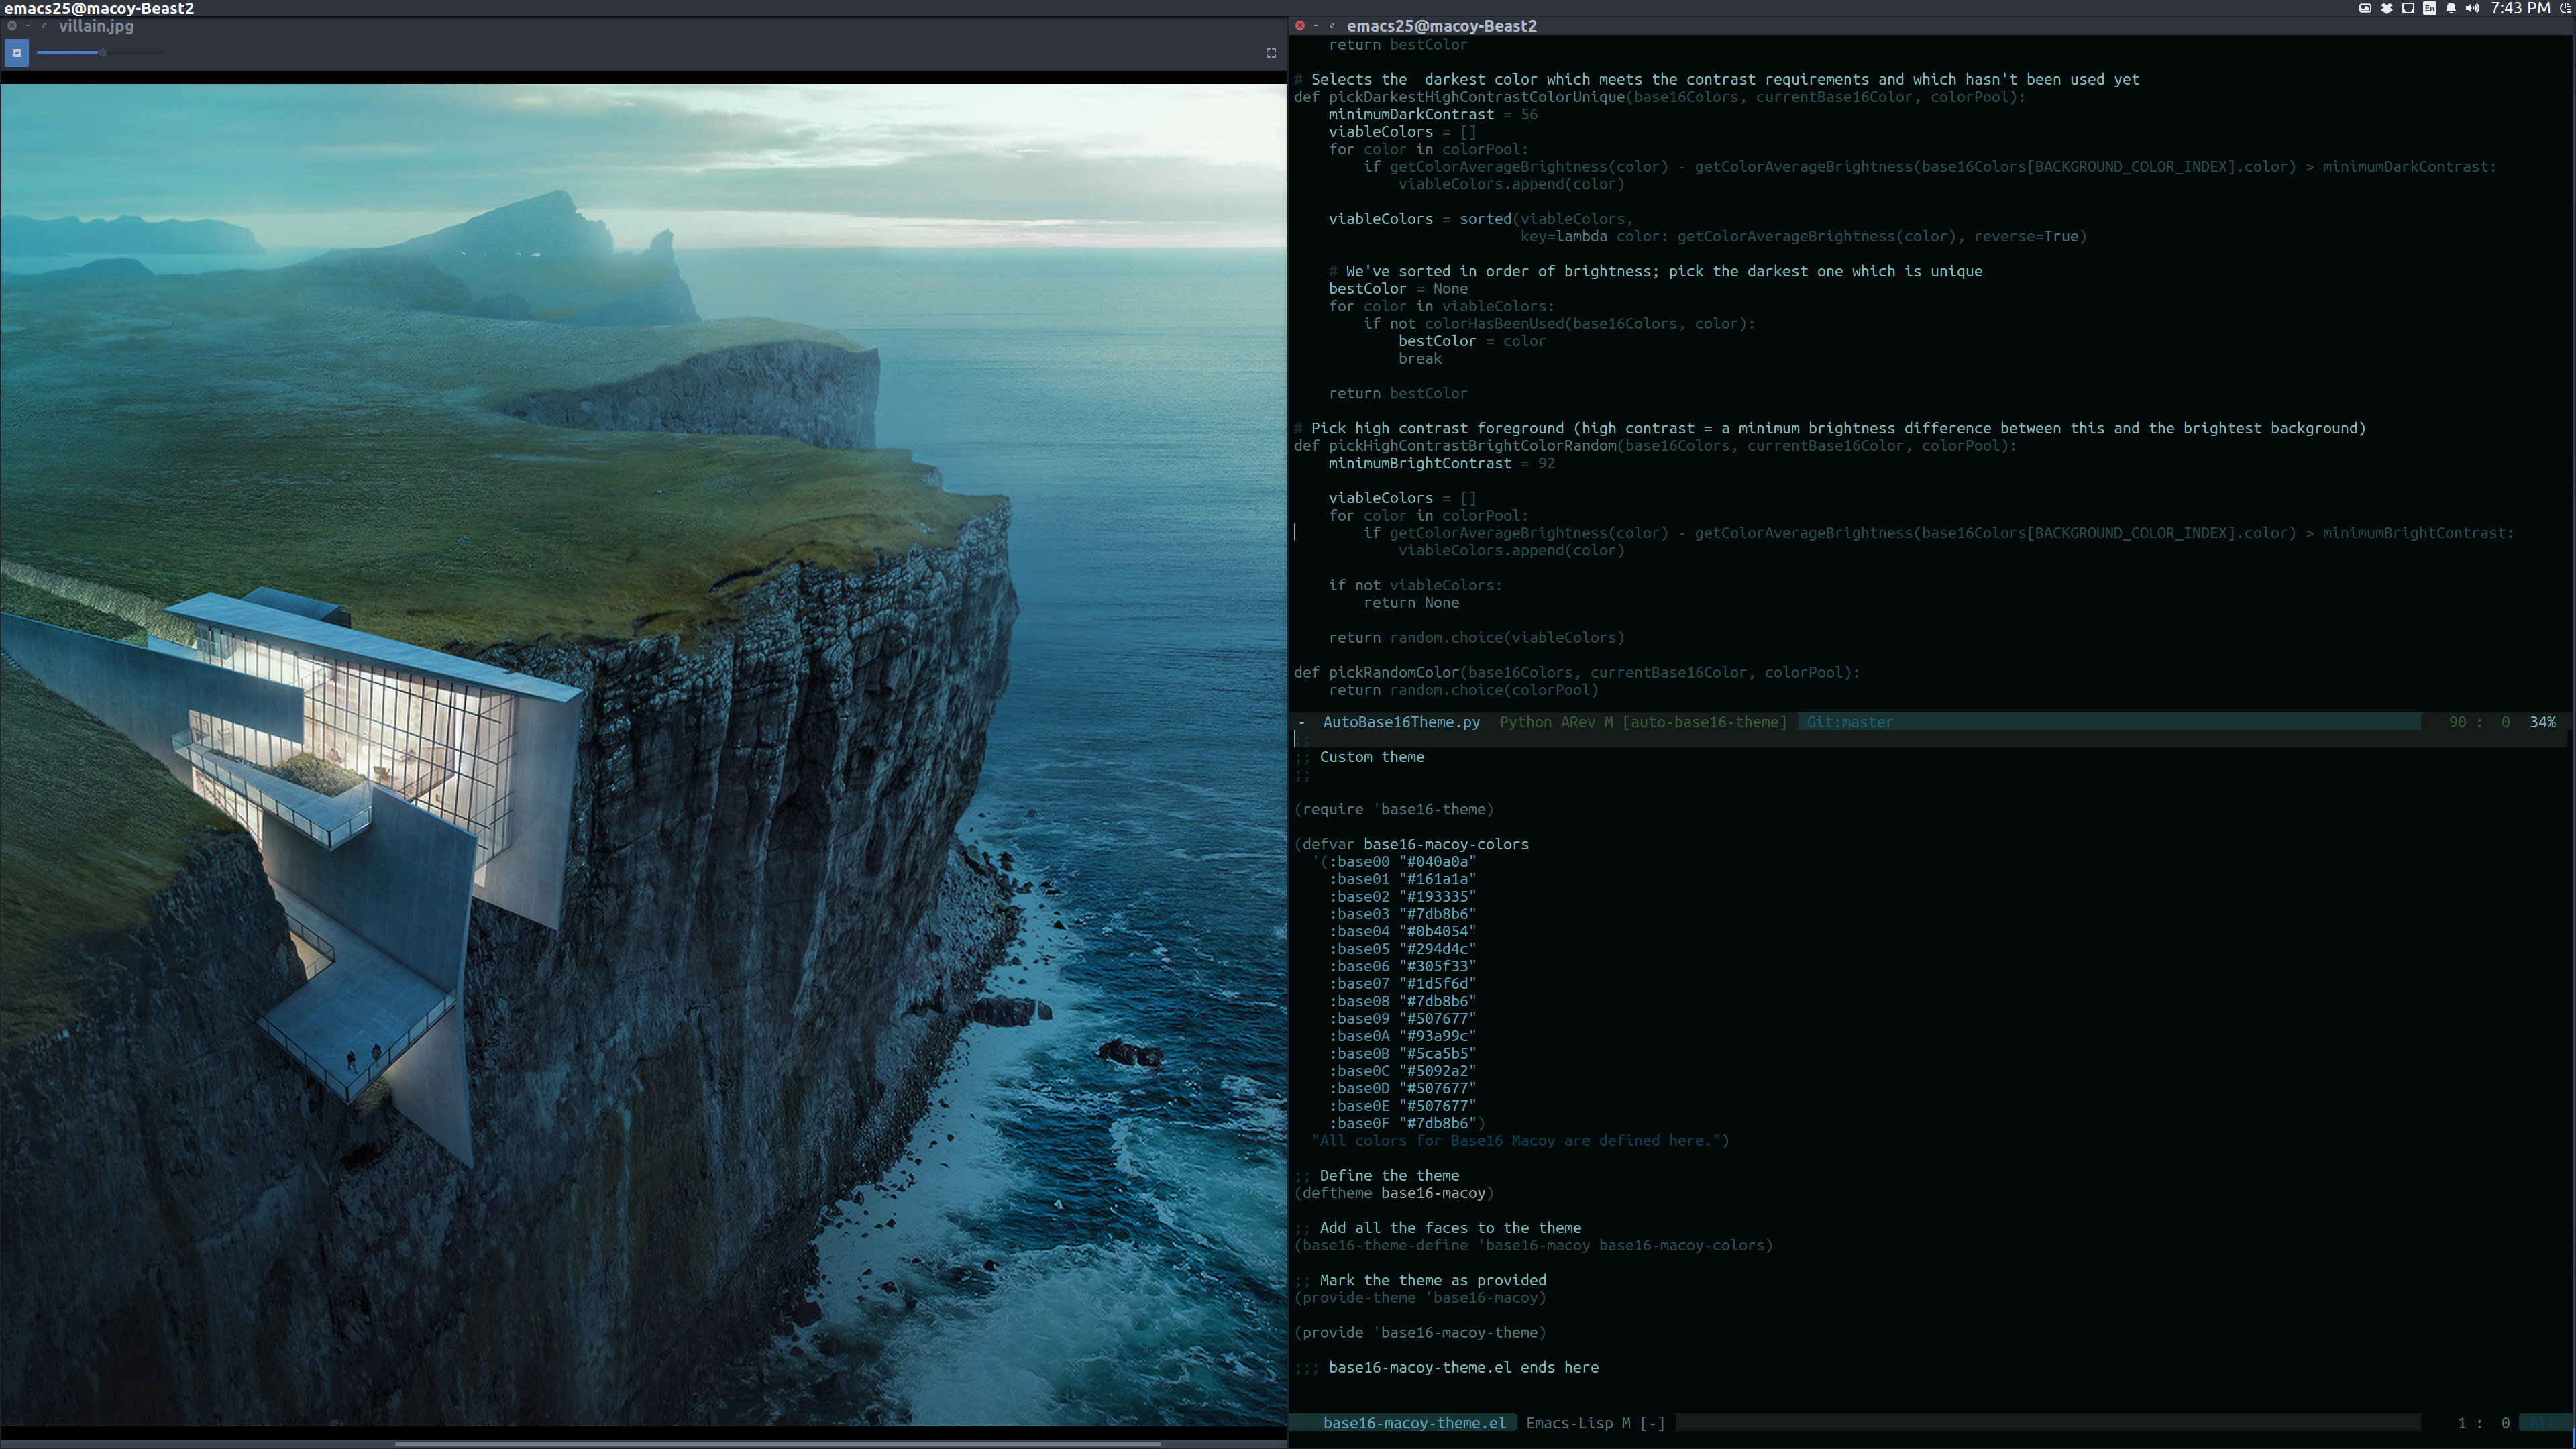 emacs25@macoy-Beast2
En 7:43 PM
villain.jpg
emacs25@macoy-Beast2
return bestColor
# Selects the  darkest color which meets the contrast requirements and which hasn't been used yet
def pickDarkestHighContrastColorUnique(base16Colors, currentBase16Color, colorPool):
    minimumDarkContrast = 56
    viableColors = []
    for color in colorPool:
        if getColorAverageBrightness(color) - getColorAverageBrightness(base16Colors[BACKGROUND_COLOR_INDEX].color) > minimumDarkContrast:
            viableColors.append(color)
    viableColors = sorted(viableColors,
                          key=lambda color: getColorAverageBrightness(color), reverse=True)
    # We've sorted in order of brightness; pick the darkest one which is unique
    bestColor = None
    for color in viableColors:
        if not colorHasBeenUsed(base16Colors, color):
            bestColor = color
            break
    return bestColor
# Pick high contrast foreground (high contrast = a minimum brightness difference between this and the brightest background)
def pickHighContrastBrightColorRandom(base16Colors, currentBase16Color, colorPool):
    minimumBrightContrast = 92
    viableColors = []
    for color in colorPool:
        if getColorAverageBrightness(color) - getColorAverageBrightness(base16Colors[BACKGROUND_COLOR_INDEX].color) > minimumBrightContrast:
            viableColors.append(color)
    if not viableColors:
        return None
    return random.choice(viableColors)
def pickRandomColor(base16Colors, currentBase16Color, colorPool):
    return random.choice(colorPool)
-  AutoBase16Theme.py  Python ARev M [auto-base16-theme]  Git:master  90 :  0  34%
;;
;; Custom theme
;;
(require 'base16-theme)
(defvar base16-macoy-colors
  '(:base00 "#040a0a"
    :base01 "#161a1a"
    :base02 "#193335"
    :base03 "#7db8b6"
    :base04 "#0b4054"
    :base05 "#294d4c"
    :base06 "#305f33"
    :base07 "#1d5f6d"
    :base08 "#7db8b6"
    :base09 "#507677"
    :base0A "#93a99c"
    :base0B "#5ca5b5"
    :base0C "#5092a2"
    :base0D "#507677"
    :base0E "#507677"
    :base0F "#7db8b6")
  "All colors for Base16 Macoy are defined here.")
;; Define the theme
(deftheme base16-macoy)
;; Add all the faces to the theme
(base16-theme-define 'base16-macoy base16-macoy-colors)
;; Mark the theme as provided
(provide-theme 'base16-macoy)
(provide 'base16-macoy-theme)
;;; base16-macoy-theme.el ends here
base16-macoy-theme.el  Emacs-Lisp M [-]  1 :  0  All